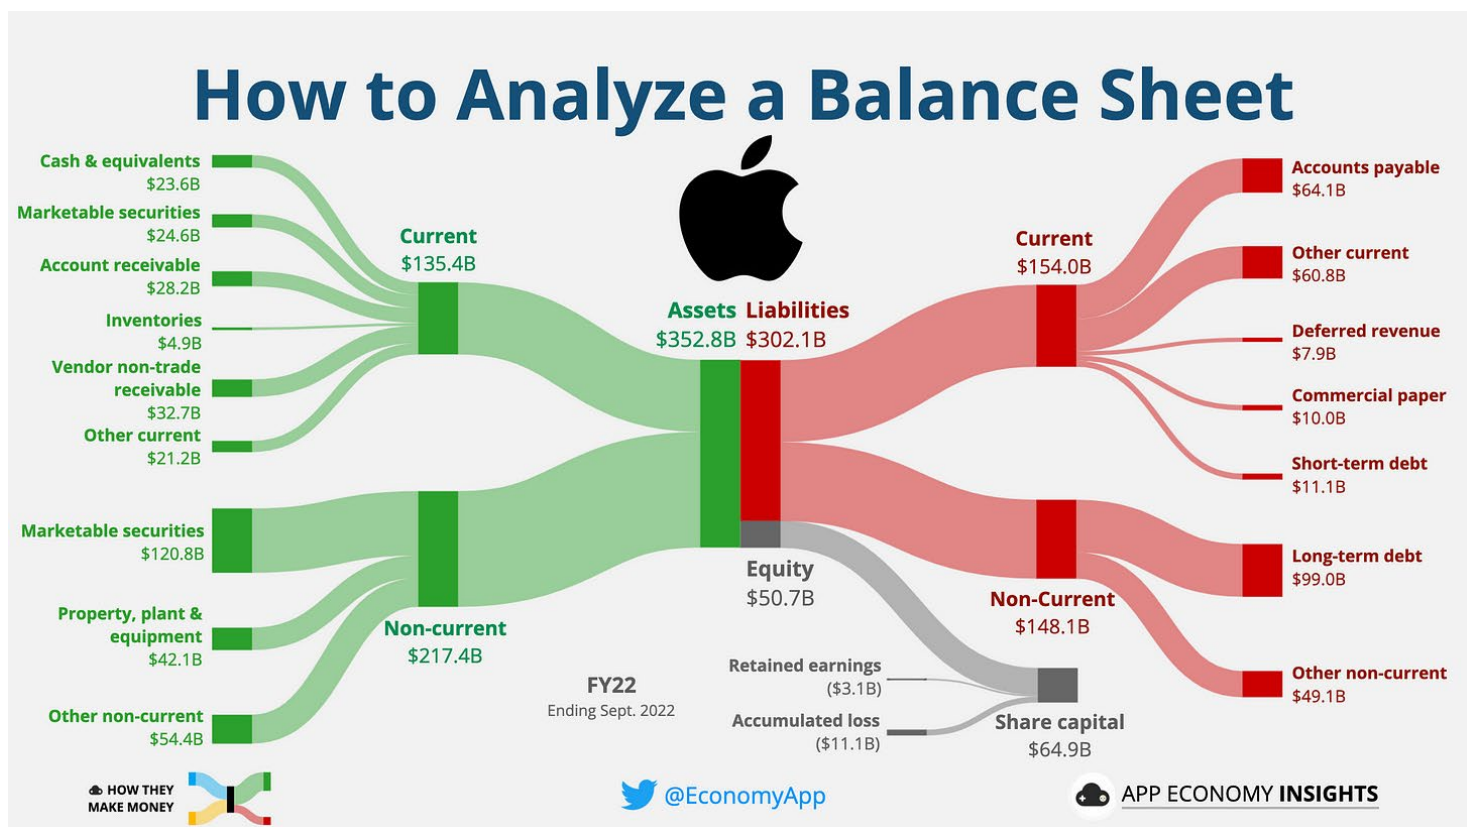 How to Analyze a Balance Sheet
Cash & equivalents
$23.6B
Marketable securities
$24.6B
Account receivable
$28.2B
Inventories
$4.9B
Vendor non-trade
receivable
$32.7B
Other current
$21.2B
Marketable securities
$120.8B
Property, plant &
equipment
$42.1B
Other non-current
$54.4B
Current
$135.4B
Non-current
$217.4B
Assets
$352.8B
Liabilities
$302.1B
Equity
$50.7B
FY22
Ending Sept. 2022
Retained earnings
($3.1B)
Accumulated loss
($11.1B)
Share capital
$64.9B
Current
$154.0B
Non-Current
$148.1B
Accounts payable
$64.1B
Other current
$60.8B
Deferred revenue
$7.9B
Commercial paper
$10.0B
Short-term debt
$11.1B
Long-term debt
$99.0B
Other non-current
$49.1B
HOW THEY
MAKE MONEY
@EconomyApp
APP ECONOMY INSIGHTS